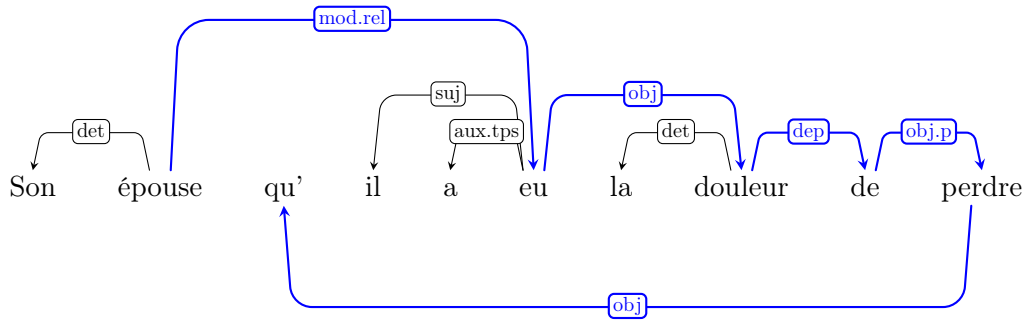 mod.rel
suj obj
det aux.tps det dep obj.p
Son épouse qu' il a eu la douleur de perdre
obj